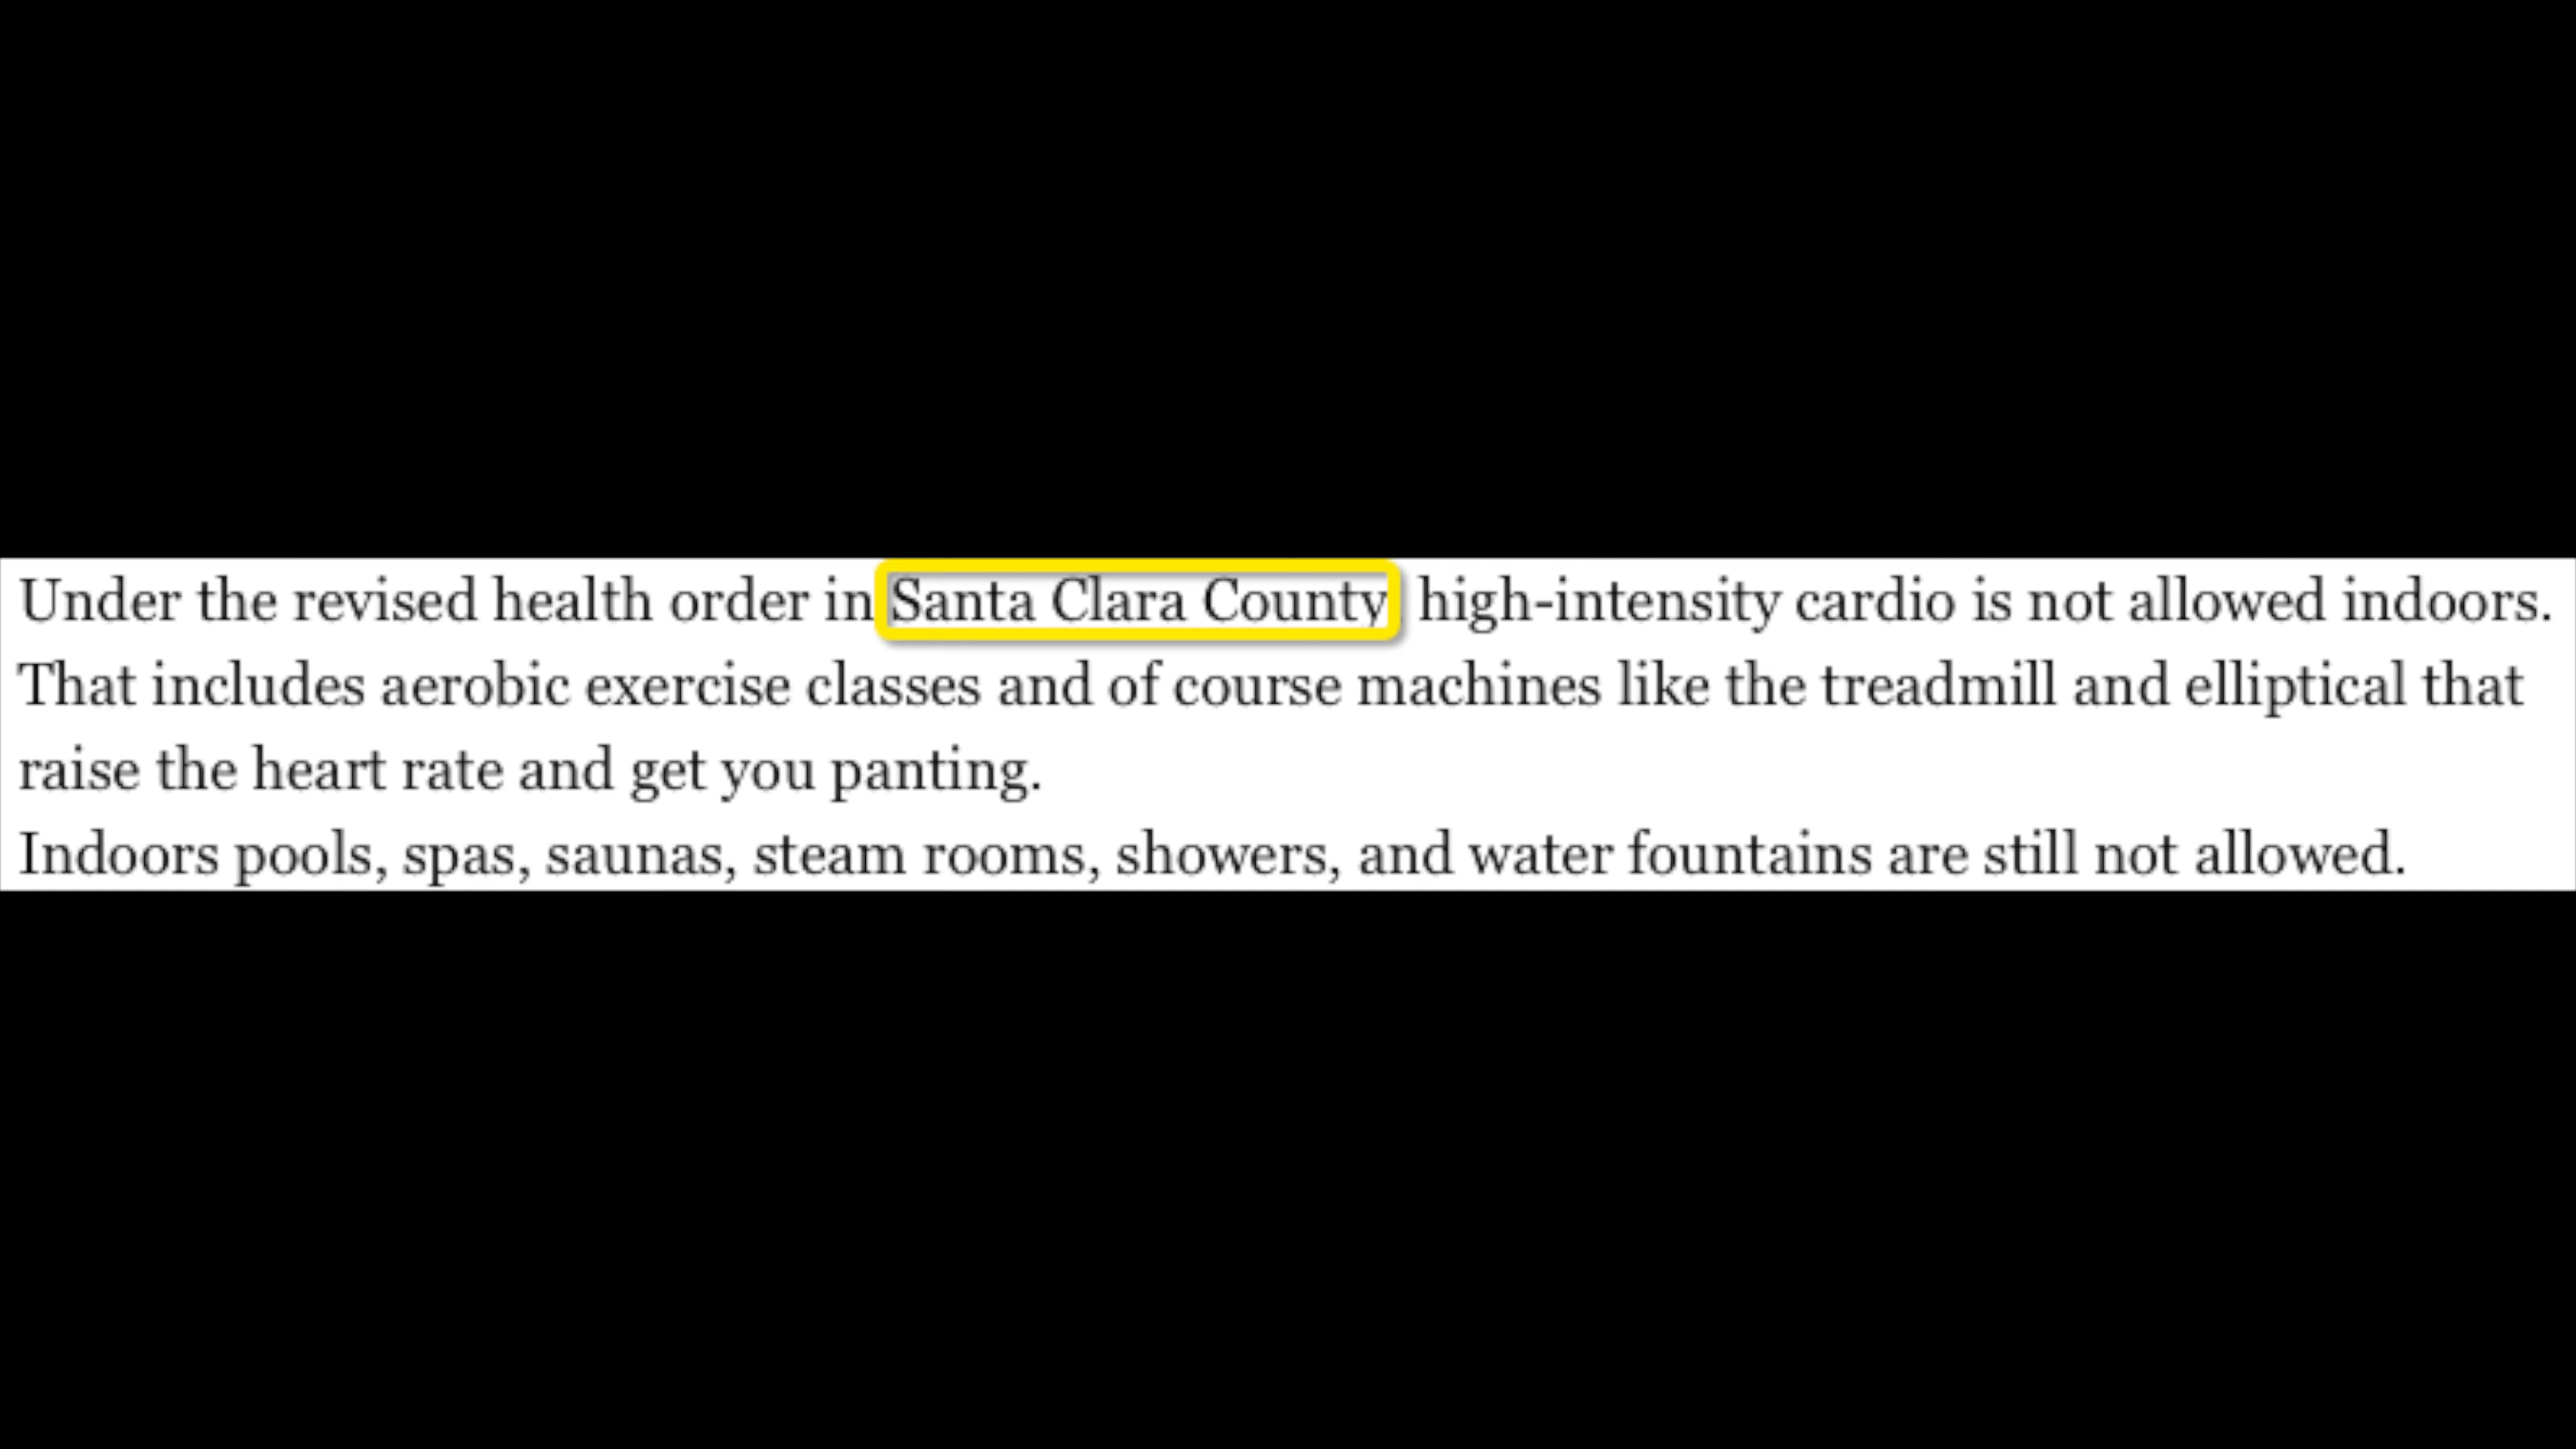 Under the revised health order in Santa Clara County high-intensity cardio is not allowed indoors.
That includes aerobic exercise classes and of course machines like the treadmill and elliptical that
raise the heart rate and get you panting.
Indoors pools, spas, saunas, steam rooms, showers, and water fountains are still not allowed.